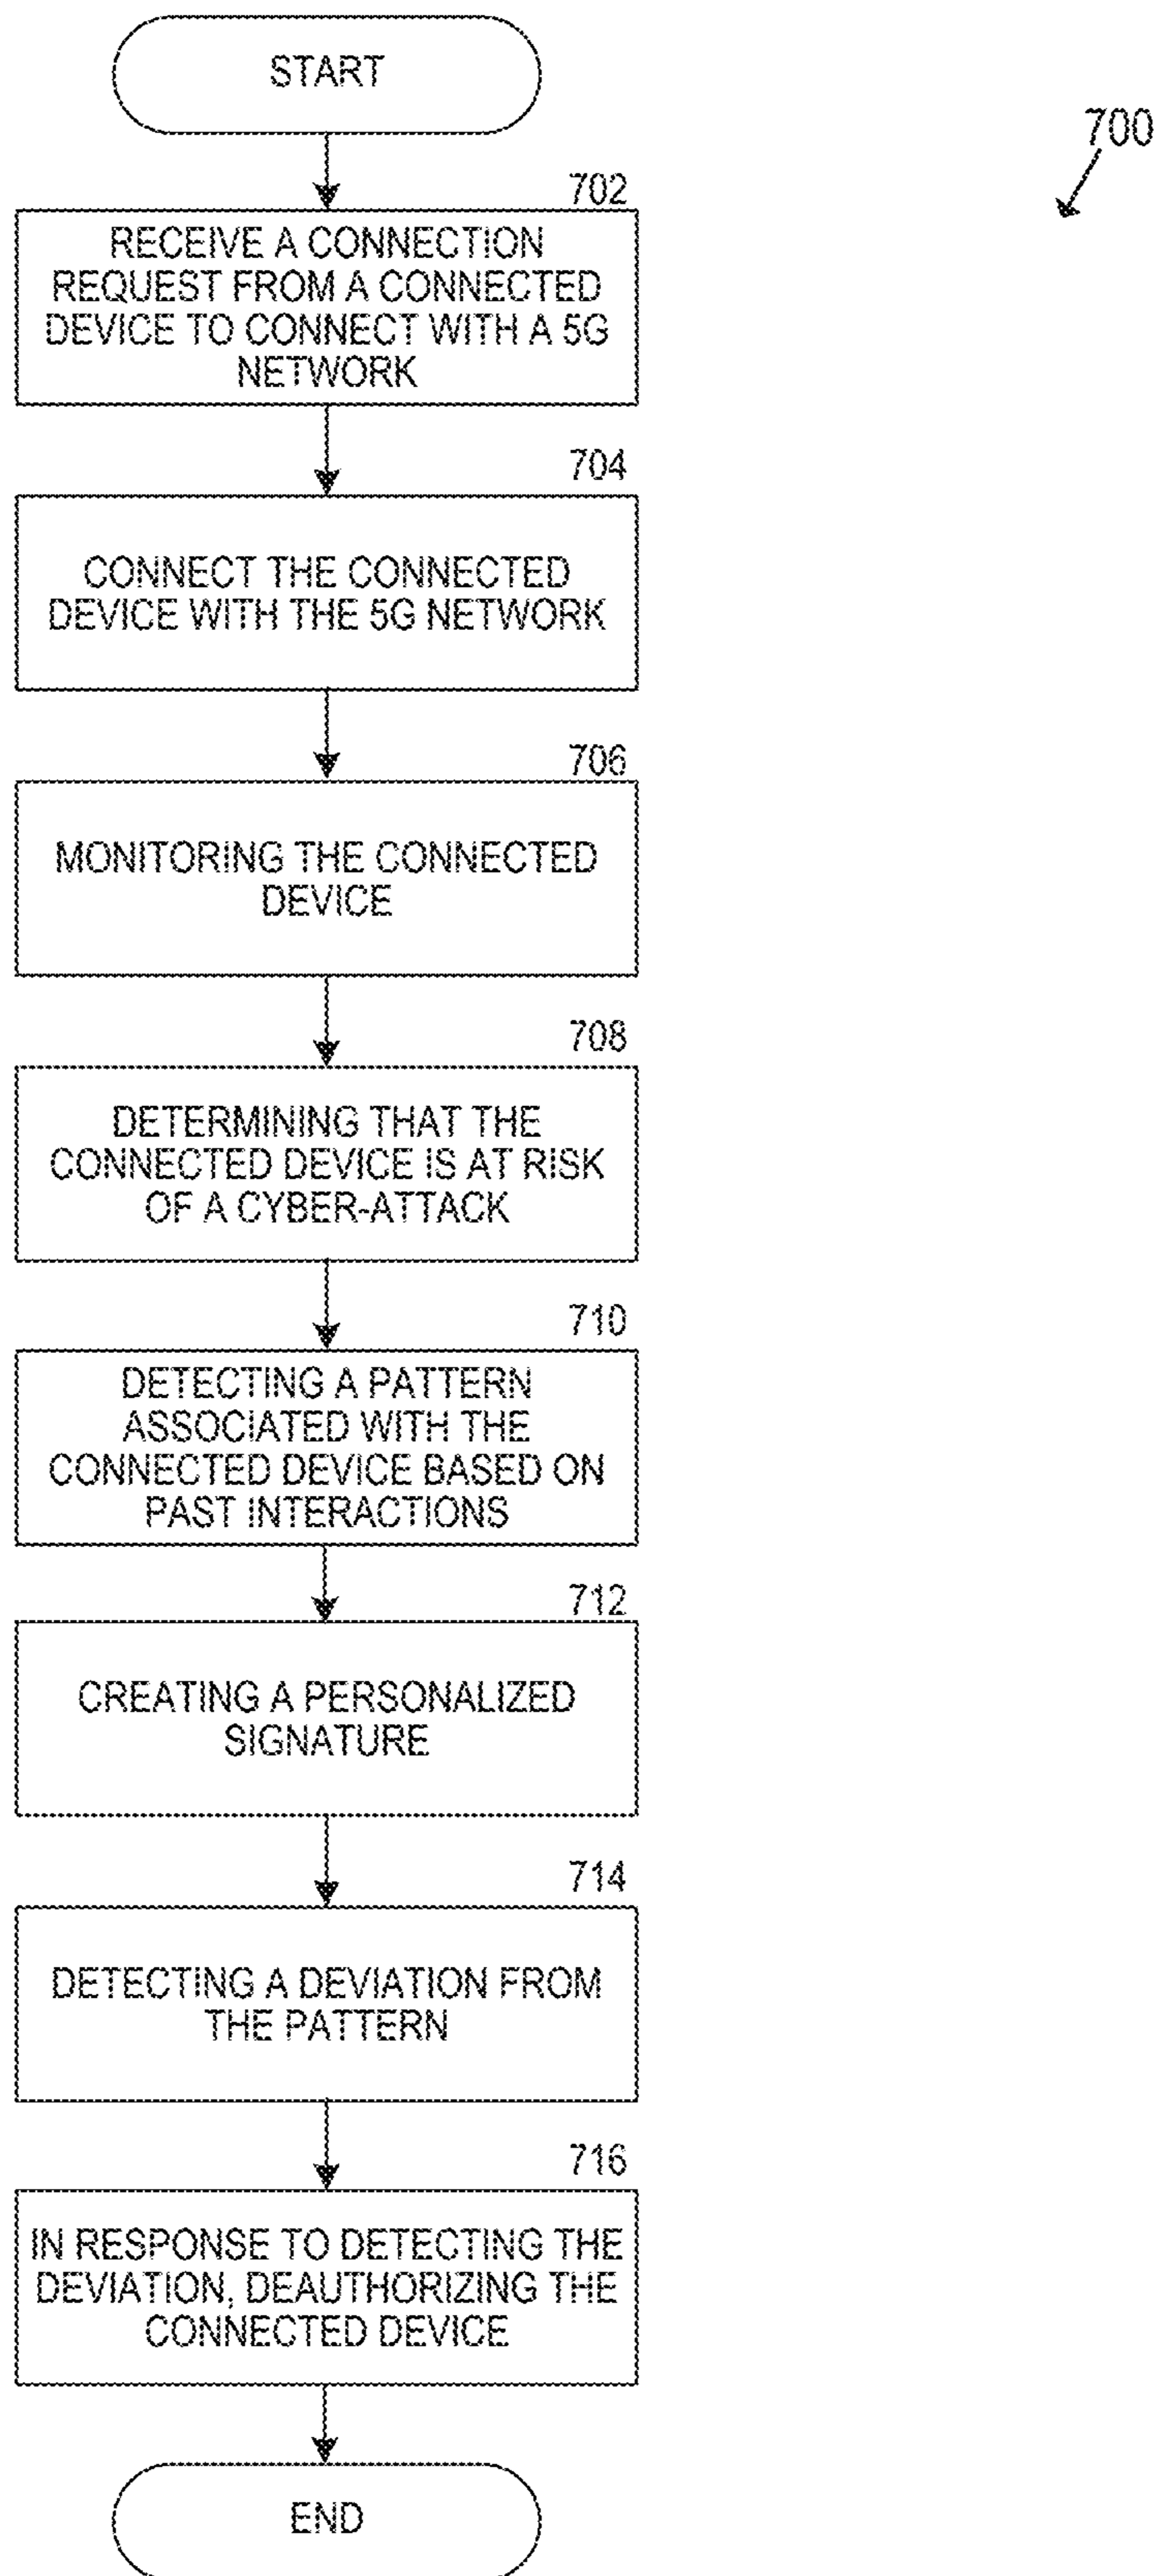 START
700
702
RECEIVE A CONNECTION
REQUEST FROM A CONNECTED
DEVICE TO CONNECT WITH A 5G
NETWORK
704
CONNECT THE CONNECTED
DEVICE WITH THE 5G NETWORK
706
MONITORING THE CONNECTED
DEVICE
708
DETERMINING THAT THE
CONNECTED DEVICE IS AT RISK
OF A CYBER-ATTACK
710
DETECTING A PATTERN
ASSOCIATED WITH THE
CONNECTED DEVICE BASED ON
PAST INTERACTIONS
712
CREATING A PERSONALIZED
SIGNATURE
714
DETECTING A DEVIATION FROM
THE PATTERN
716
IN RESPONSE TO DETECTING THE
DEVIATION, DEAUTHORIZING THE
CONNECTED DEVICE
END